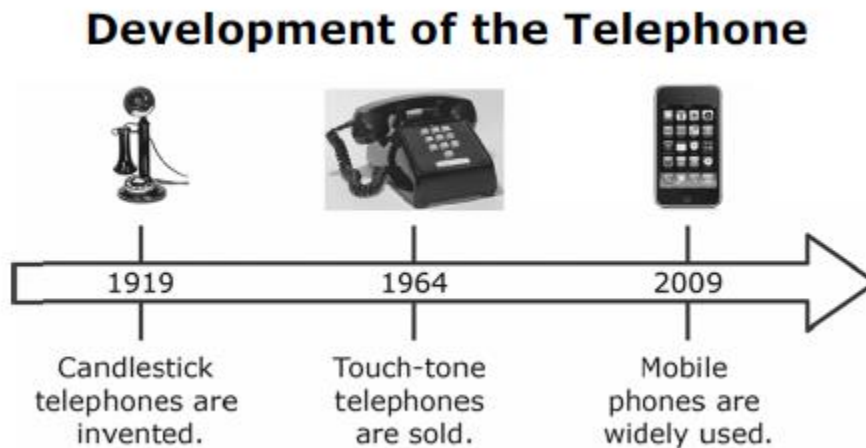 Development of the Telephone
1919 1964 2009
Candlestick
telephones are
invented.
Touch-tone
telephones
are sold.
Mobile
phones are
widely used.